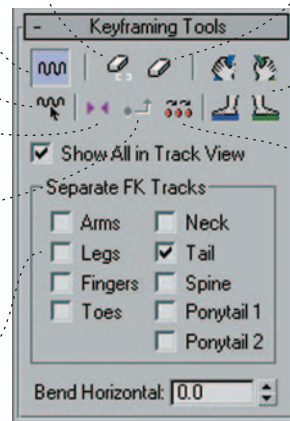 - Keyframing Tools
Show All in Track View
Separate FK Tracks
Arms Neck
Legs Tail
Fingers Spine
Toes Ponytail 1
Ponytail 2
Bend Horizontal: 0.0